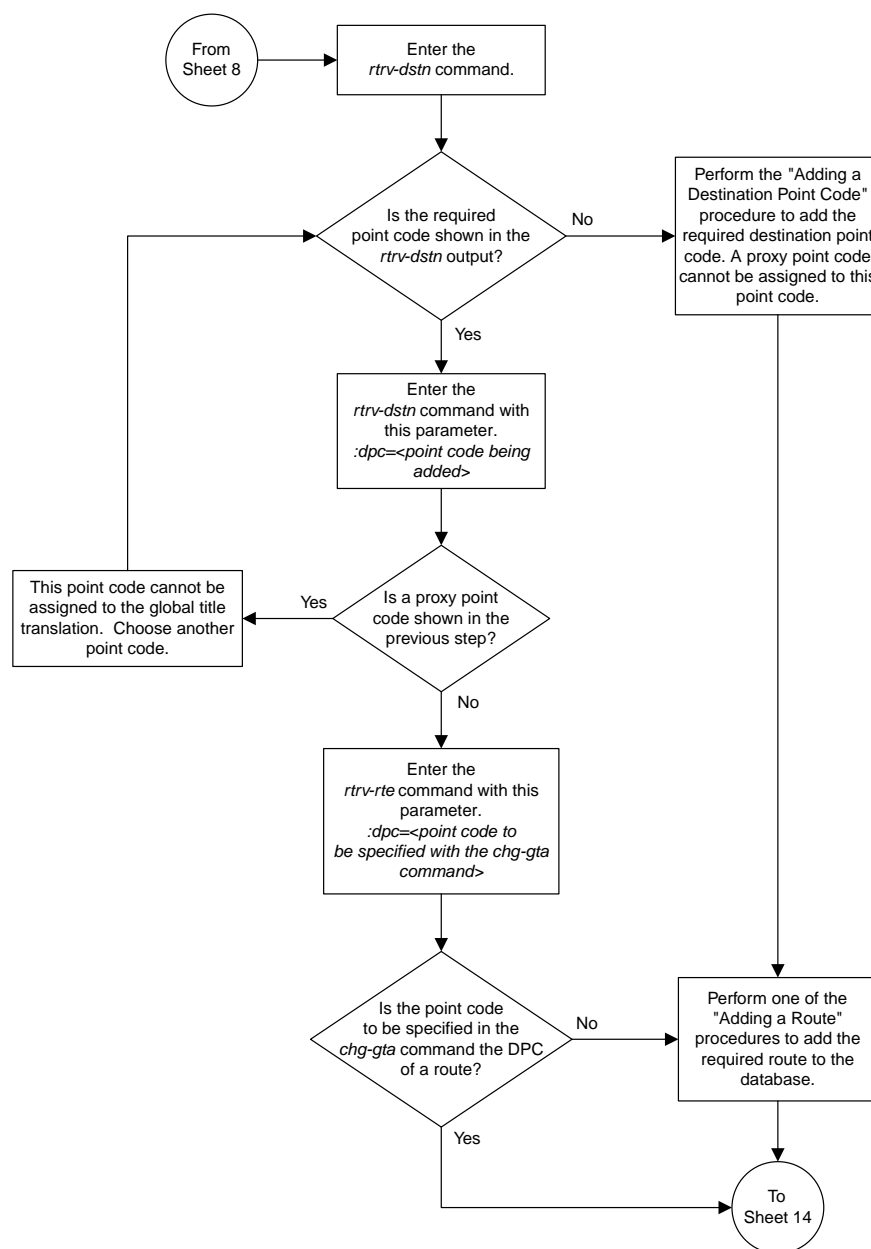 From
Sheet 8
Enter the
rtrv-dstn command.
Is the required
point code shown in the
rtrv-dstn output?
No
Perform the "Adding a
Destination Point Code"
procedure to add the
required destination point
code. A proxy point code
cannot be assigned to this
point code.
Yes
Enter the
rtrv-dstn command with
this parameter.
:dpc=<point code being
added>
Is a proxy point
code shown in the
previous step?
Yes
This point code cannot be
assigned to the global title
translation.  Choose another
point code.
No
Enter the
rtrv-rte command with this
parameter.
:dpc=<point code to
be specified with the chg-gta
command>
Is the point code
to be specified in the
chg-gta command the DPC
of a route?
No
Perform one of the
"Adding a Route"
procedures to add the
required route to the
database.
Yes
To
Sheet 14